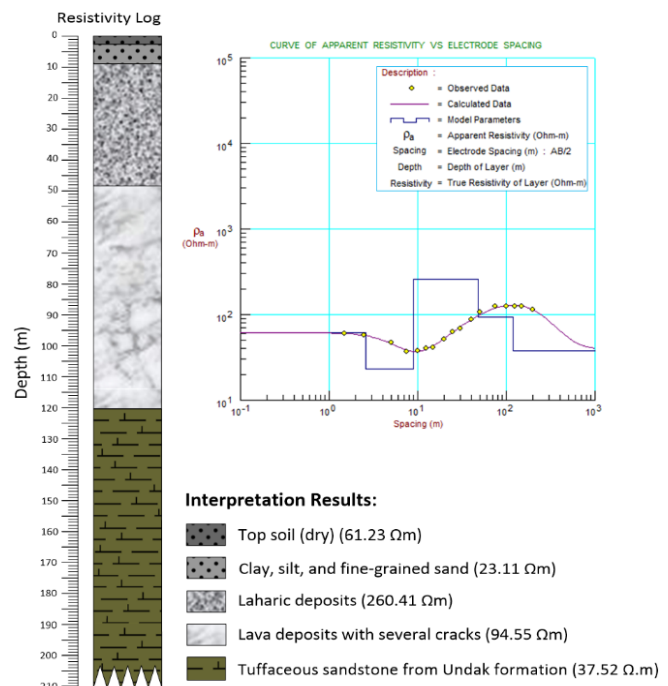 Resistivity Log
0
10
20
30
40
50
60
70
80
90
100
110
120
130
140
150
160
170
180
190
200
210
Depth (m)
CURVE OF APPARENT RESISTIVITY VS ELECTRODE SPACING
Description :
= Observed Data
= Calculated Data
= Model Parameters
ρa = Apparent Resistivity (Ohm-m)
Spacing = Electrode Spacing (m) : AB/2
Depth = Depth of Layer (m)
Resistivity = True Resistivity of Layer (Ohm-m)
10^5
10^4
10^3
ρa
(Ohm-m)
10^2
10^1
10^-1 10^0 10^1 10^2 10^3
Spacing (m)
Interpretation Results:
Top soil (dry) (61.23 Ωm)
Clay, silt, and fine-grained sand (23.11 Ωm)
Laharic deposits (260.41 Ωm)
Lava deposits with several cracks (94.55 Ωm)
Tuffaceous sandstone from Undak formation (37.52 Ω.m)